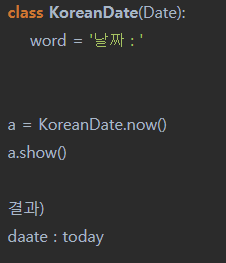 class KoreanDate(Date):
    word = '날짜 : '
a = KoreanDate.now()
a.show()
결과)
daate : today